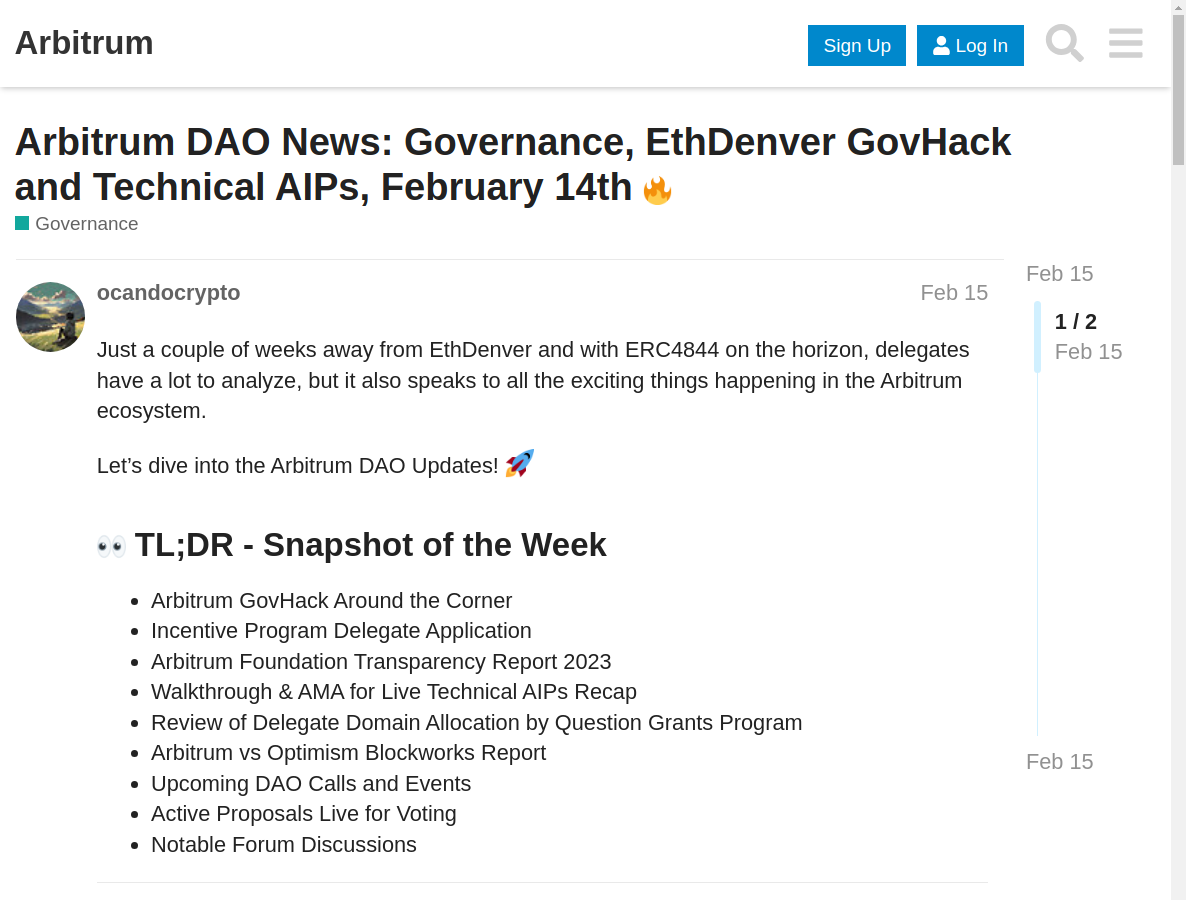 Arbitrum
Sign Up
Log In
Arbitrum DAO News: Governance, EthDenver GovHack
and Technical AIPs, February 14th
Governance
ocandocrypto
Feb 15
Just a couple of weeks away from EthDenver and with ERC4844 on the horizon, delegates
have a lot to analyze, but it also speaks to all the exciting things happening in the Arbitrum
ecosystem.
Let’s dive into the Arbitrum DAO Updates!
TL;DR - Snapshot of the Week
Arbitrum GovHack Around the Corner
Incentive Program Delegate Application
Arbitrum Foundation Transparency Report 2023
Walkthrough & AMA for Live Technical AIPs Recap
Review of Delegate Domain Allocation by Question Grants Program
Arbitrum vs Optimism Blockworks Report
Upcoming DAO Calls and Events
Active Proposals Live for Voting
Notable Forum Discussions
Feb 15
1 / 2
Feb 15
Feb 15